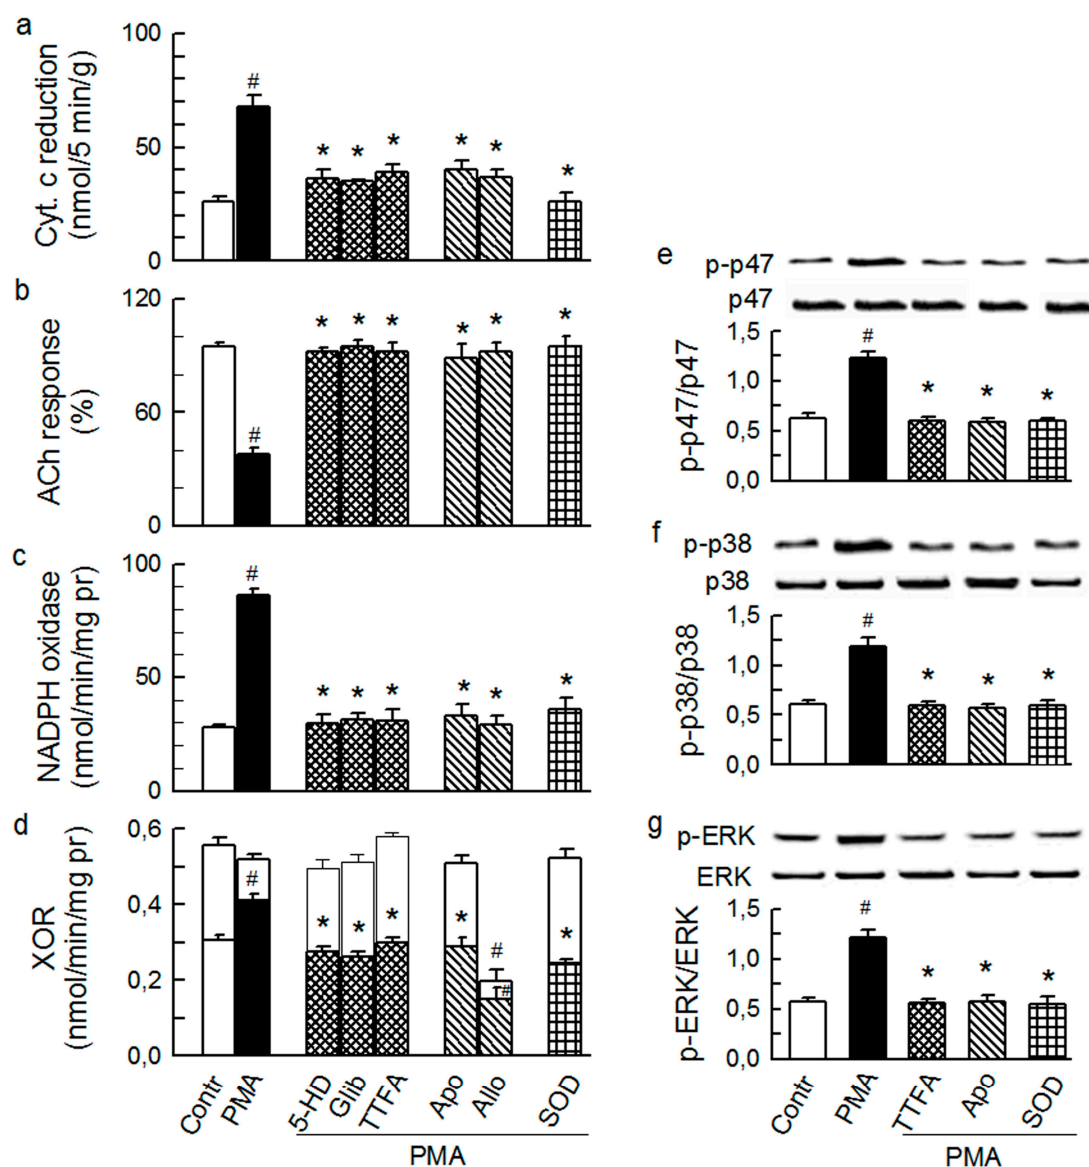 a
Cyt. c reduction
(nmol/5 min/g)
100
50
0
#
* * * * * *
b
ACh response
(%)
120
60
0
#
* * * * * *
c
NADPH oxidase
(nmol/min/mg pr)
100
50
0
#
* * * * * *
d
XOR
(nmol/min/mg pr)
0,6
0,4
0,2
0,0
#
* * * * # # *
Contr PMA 5-HD Glib TTFA Apo Allo SOD
PMA
e
p-p47
p47
p-p47/p47
1,5
1,0
0,5
0,0
#
* * *
f
p-p38
p38
p-p38/p38
1,5
1,0
0,5
0,0
#
* * *
g
p-ERK
ERK
p-ERK/ERK
1,5
1,0
0,5
0,0
#
* * *
Contr PMA TTFA Apo SOD
PMA